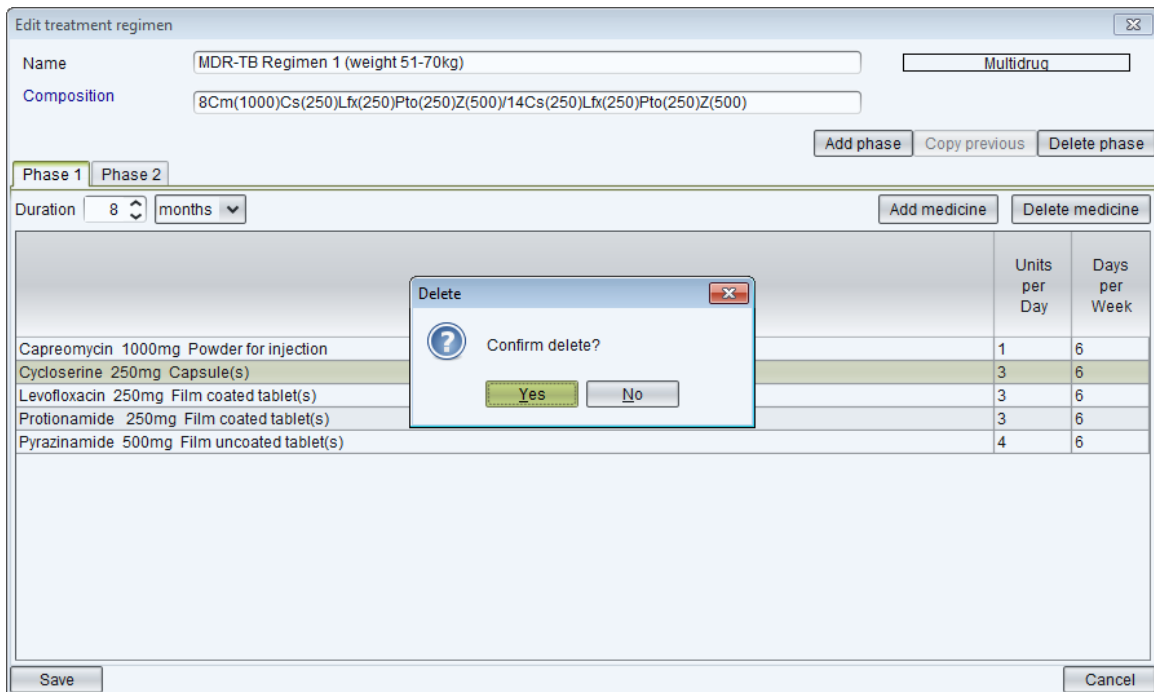 Edit treatment regimen
Name MDR-TB Regimen 1 (weight 51-70kg) Multidrug
Composition 8Cm(1000)Cs(250)Lfx(250)Pto(250)Z(500)/14Cs(250)Lfx(250)Pto(250)Z(500)
Add phase Copy previous Delete phase
Phase 1 Phase 2
Duration 8 months Add medicine Delete medicine
Units per Day
Days per Week
Delete
Confirm delete?
Yes No
Capreomycin 1000mg Powder for injection 1 6
Cycloserine 250mg Capsule(s) 3 6
Levofloxacin 250mg Film coated tablet(s) 3 6
Protionamide 250mg Film coated tablet(s) 3 6
Pyrazinamide 500mg Film uncoated tablet(s) 4 6
Save Cancel